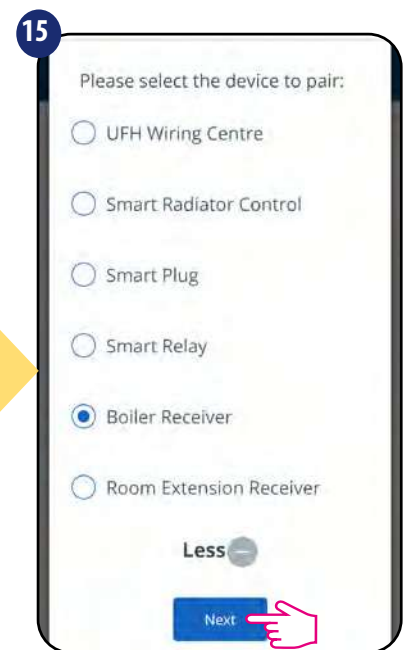 15
Please select the device to pair:
UFH Wiring Centre
Smart Radiator Control
Smart Plug
Smart Relay
Boiler Receiver
Room Extension Receiver
Less
Next